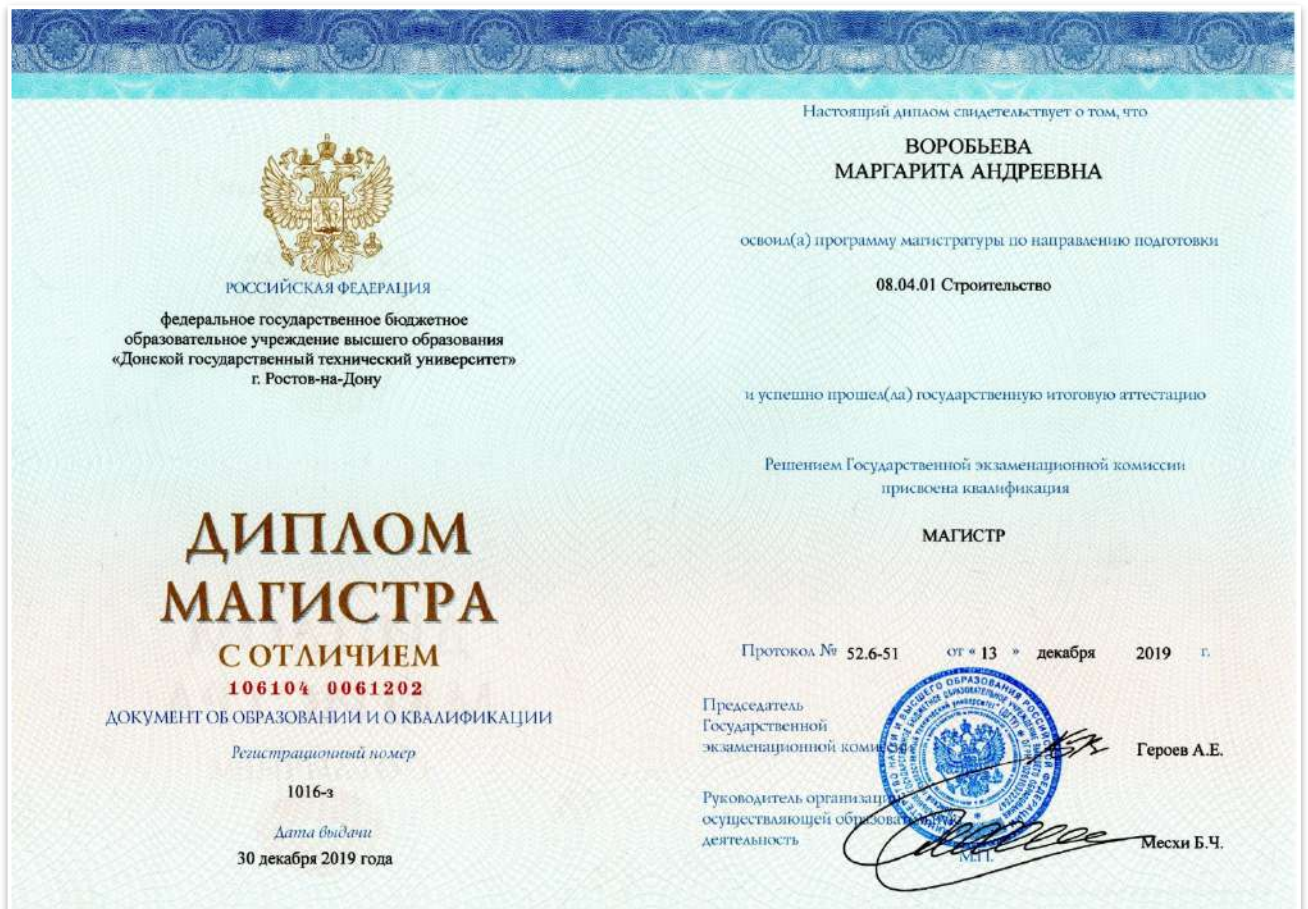 РОССИЙСКАЯ ФЕДЕРАЦИЯ
федеральное государственное бюджетное
образовательное учреждение высшего образования
«Донской государственный технический университет»
г. Ростов-на-Дону
ДИПЛОМ
МАГИСТРА
С ОТЛИЧИЕМ
106104 0061202
ДОКУМЕНТ ОБ ОБРАЗОВАНИИ И О КВАЛИФИКАЦИИ
Регистрационный номер
1016-з
Дата выдачи
30 декабря 2019 года
Настоящий диплом свидетельствует о том, что
ВОРОБЬЕВА
МАРГАРИТА АНДРЕЕВНА
освоил(а) программу магистратуры по направлению подготовки
08.04.01 Строительство
и успешно прошел(ла) государственную итоговую аттестацию
Решением Государственной экзаменационной комиссии
присвоена квалификация
МАГИСТР
Протокол № 52.6-51 от « 13 » декабря 2019 г.
Председатель
Государственной
экзаменационной
Героев А.Е.
Руководитель
осуществляющей
деятельность
Месхи Б.Ч.
М.П.